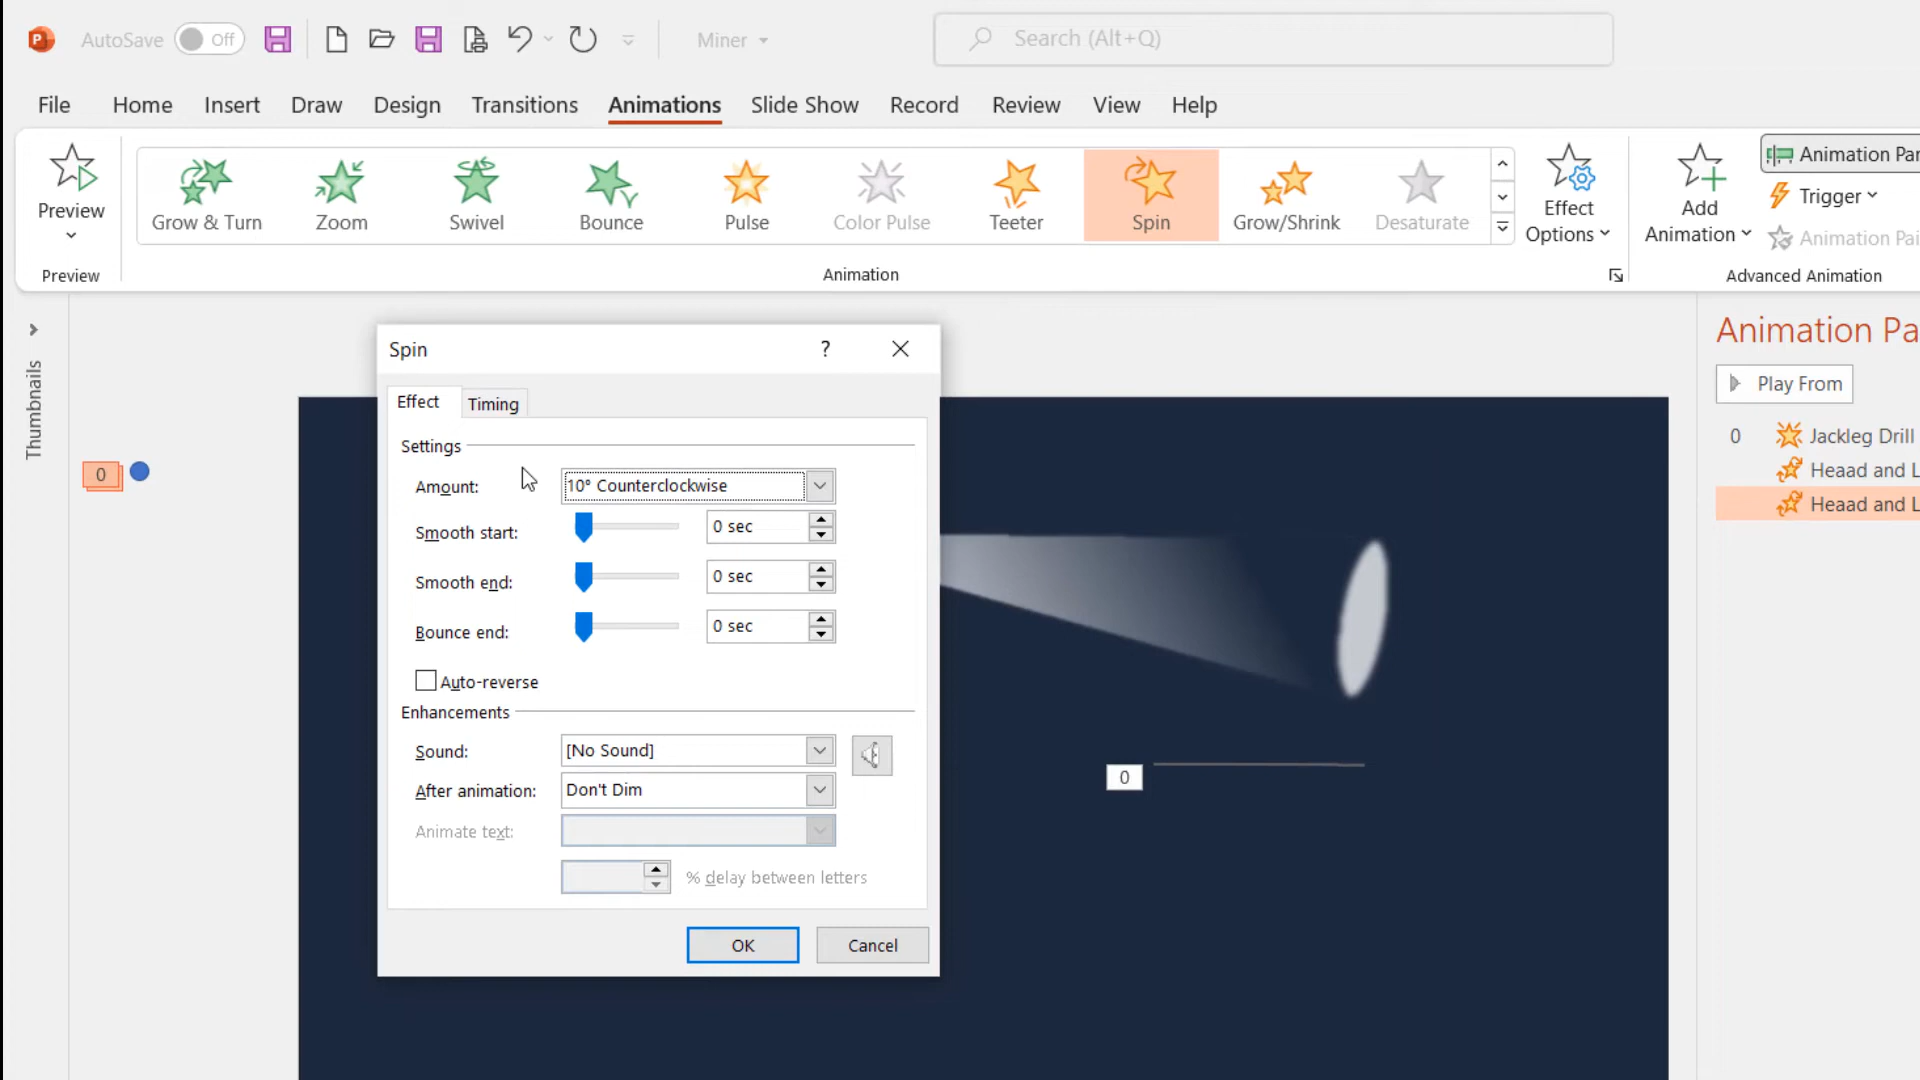 P AutoSave Off Miner Search (Alt+Q)
File Home Insert Draw Design Transitions Animations Slide Show Record Review View Help
Preview Grow & Turn Zoom Swivel Bounce Pulse Color Pulse Teeter Spin Grow/Shrink Desaturate Effect Options Add Animation Animation Pa
Trigger
Animation Pai
Preview Animation Advanced Animation
Thumbnails
0
Spin ?
Effect Timing
Settings
Amount: 10° Counterclockwise
Smooth start: 0 sec
Smooth end: 0 sec
Bounce end: 0 sec
Auto-reverse
Enhancements
Sound: [No Sound]
After animation: Don't Dim
Animate text:
% delay between letters
OK Cancel
0
Animation Pa
Play From
0 Jackleg Drill
Heaad and L
Heaad and L